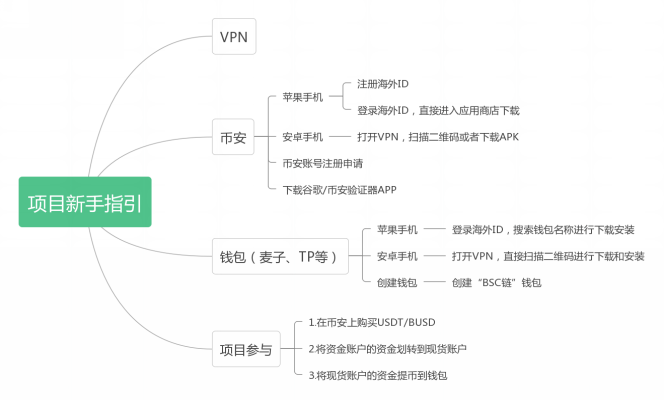 项目新手指引
VPN
币安
苹果手机
注册海外ID
登录海外ID，直接进入应用商店下载
安卓手机
打开VPN，扫描二维码或者下载APK
币安账号注册申请
下载谷歌/币安验证器APP
钱包（麦子、TP等）
苹果手机
登录海外ID，搜索钱包名称进行下载安装
安卓手机
打开VPN，直接扫描二维码进行下载和安装
创建钱包
创建“BSC链”钱包
项目参与
1.在币安上购买USDT/BUSD
2.将资金账户的资金划转到现货账户
3.将现货账户的资金提币到钱包